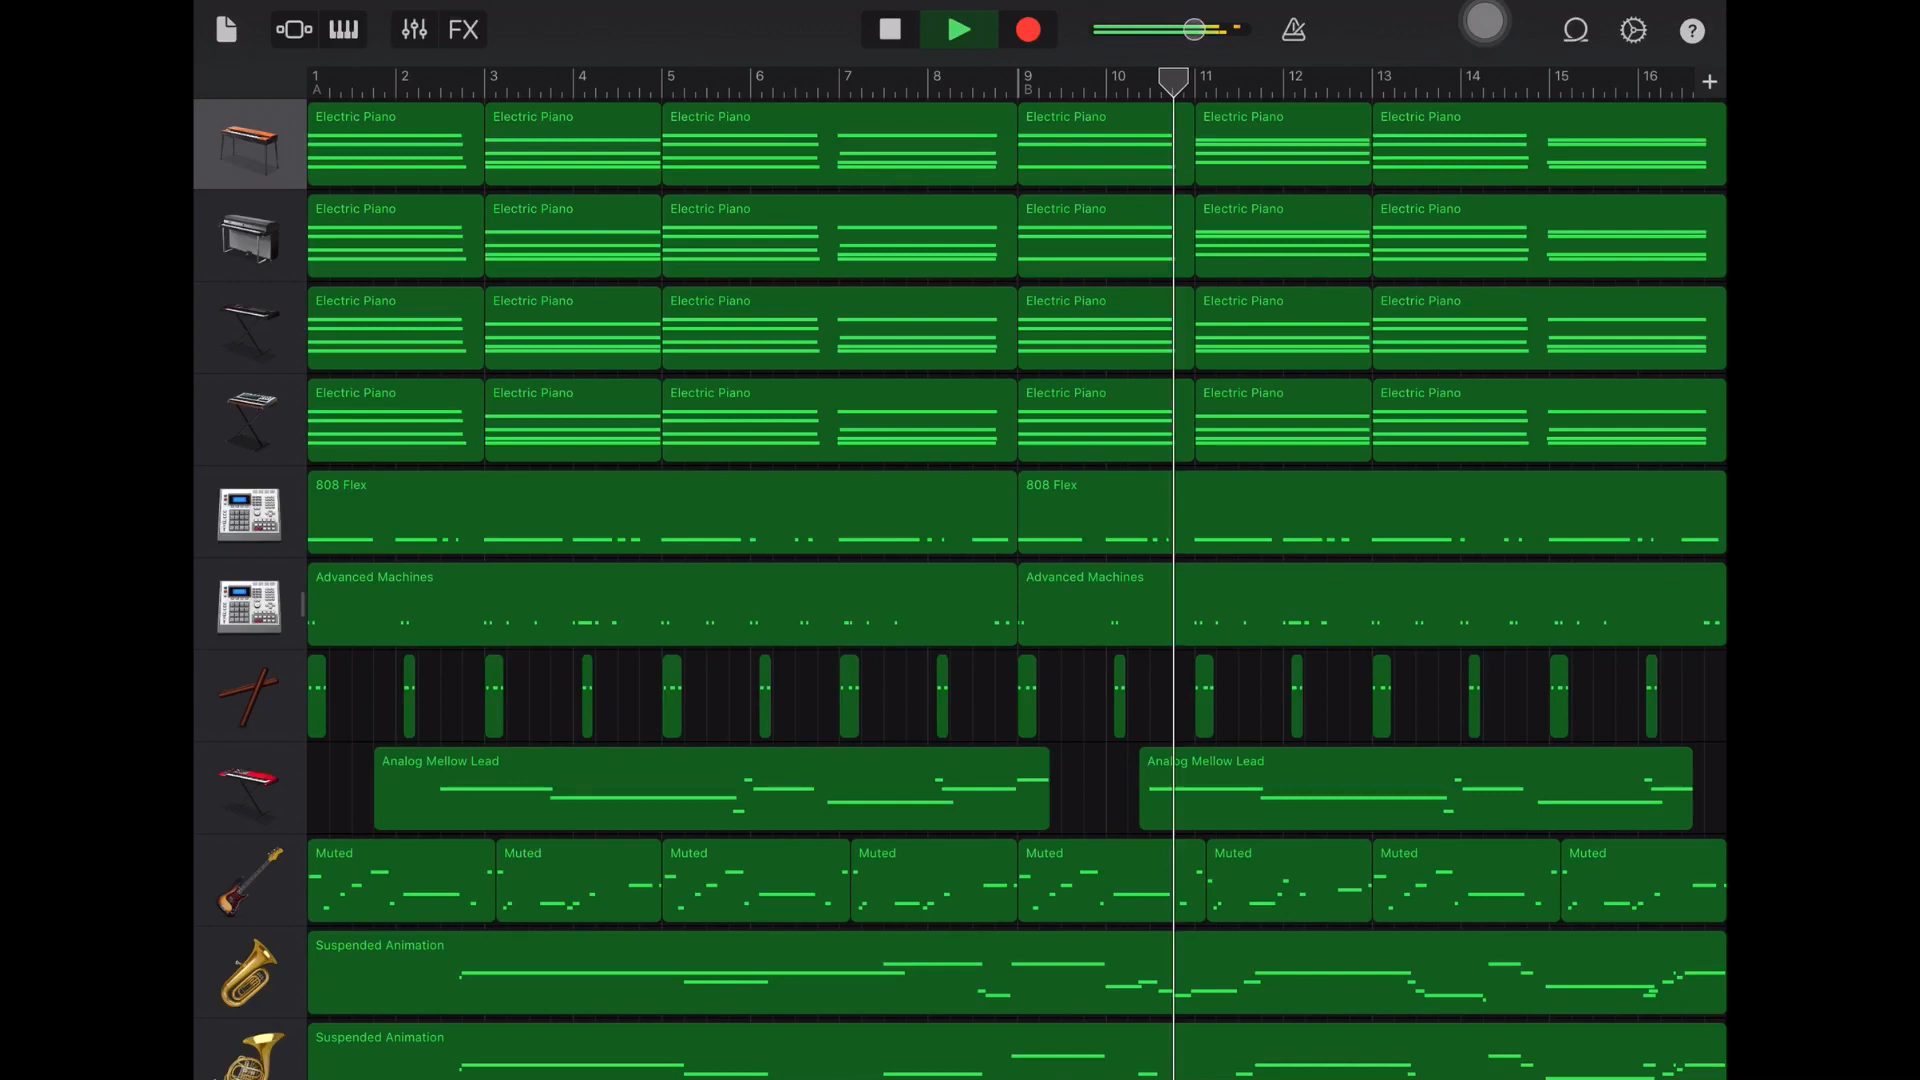 FX
?
1 2 3 4 5 6 7 8 9 10 11 12 13 14 15 16 +
A B
Electric Piano Electric Piano Electric Piano Electric Piano Electric Piano Electric Piano
Electric Piano Electric Piano Electric Piano Electric Piano Electric Piano Electric Piano
Electric Piano Electric Piano Electric Piano Electric Piano Electric Piano Electric Piano
Electric Piano Electric Piano Electric Piano Electric Piano Electric Piano Electric Piano
808 Flex 808 Flex
Advanced Machines Advanced Machines
Analog Mellow Lead Analog Mellow Lead
Muted Muted Muted Muted Muted Muted Muted Muted
Suspended Animation
Suspended Animation